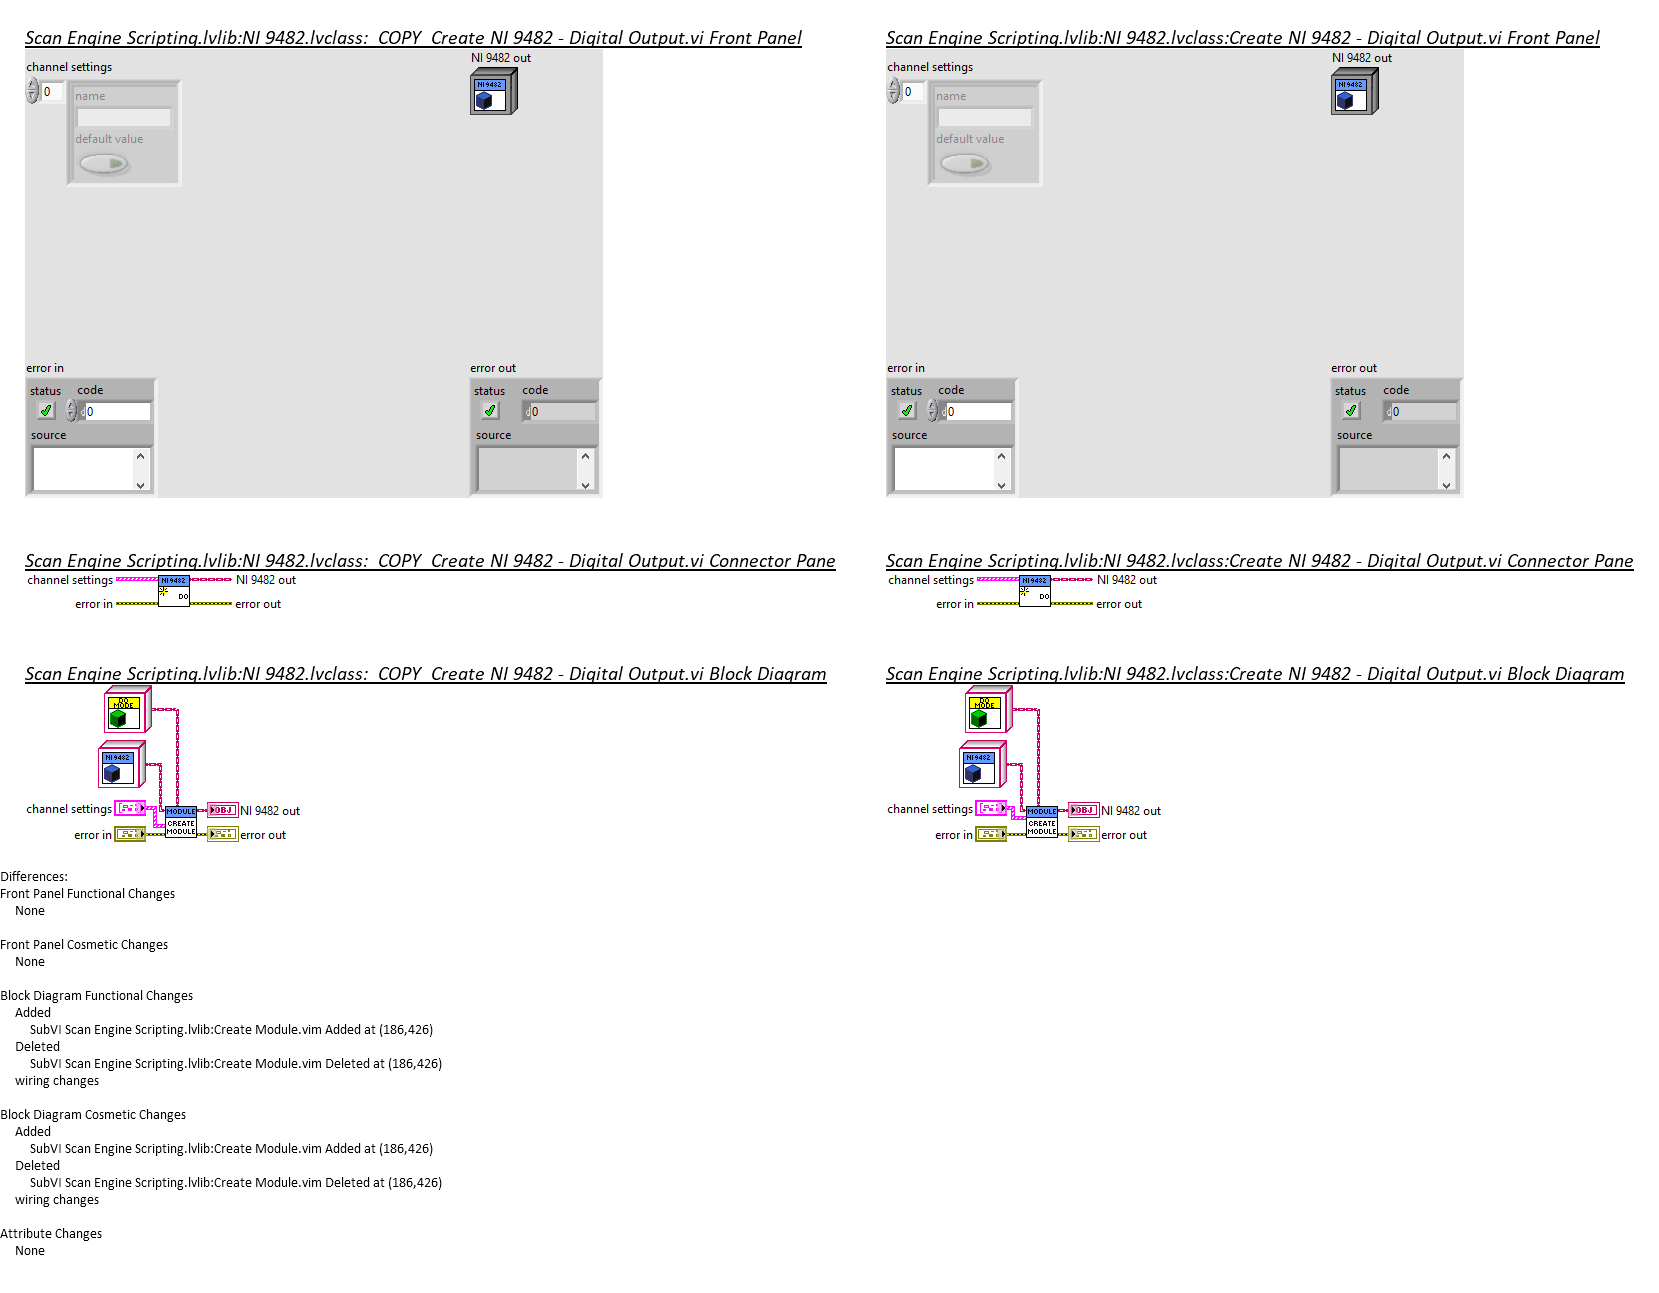 Scan Engine Scripting.lvlib:NI 9482.lvclass:_COPY_Create NI 9482 - Digital Output.vi Front Panel
channel settings
NI 9482 out
0
name
NI 9482
default value
error in
error out
status code
0
source
status code
0
source
Scan Engine Scripting.lvlib:NI 9482.lvclass:Create NI 9482 - Digital Output.vi Front Panel
channel settings
NI 9482 out
0
name
NI 9482
default value
error in
error out
status code
0
source
status code
0
source
Scan Engine Scripting.lvlib:NI 9482.lvclass:_COPY_Create NI 9482 - Digital Output.vi Connector Pane
channel settings
NI 9482
NI 9482 out
DO
error in
error out
Scan Engine Scripting.lvlib:NI 9482.lvclass:Create NI 9482 - Digital Output.vi Connector Pane
channel settings
NI 9482
NI 9482 out
DO
error in
error out
Scan Engine Scripting.lvlib:NI 9482.lvclass:_COPY_Create NI 9482 - Digital Output.vi Block Diagram
DO
MODE
NI 9482
channel settings
MODULE
OBJ
NI 9482 out
CREATE
MODULE
error in
error out
Scan Engine Scripting.lvlib:NI 9482.lvclass:Create NI 9482 - Digital Output.vi Block Diagram
DO
MODE
NI 9482
channel settings
MODULE
OBJ
NI 9482 out
CREATE
MODULE
error in
error out
Differences:
Front Panel Functional Changes
None
Front Panel Cosmetic Changes
None
Block Diagram Functional Changes
Added
SubVI Scan Engine Scripting.lvlib:Create Module.vim Added at (186,426)
Deleted
SubVI Scan Engine Scripting.lvlib:Create Module.vim Deleted at (186,426)
wiring changes
Block Diagram Cosmetic Changes
Added
SubVI Scan Engine Scripting.lvlib:Create Module.vim Added at (186,426)
Deleted
SubVI Scan Engine Scripting.lvlib:Create Module.vim Deleted at (186,426)
wiring changes
Attribute Changes
None